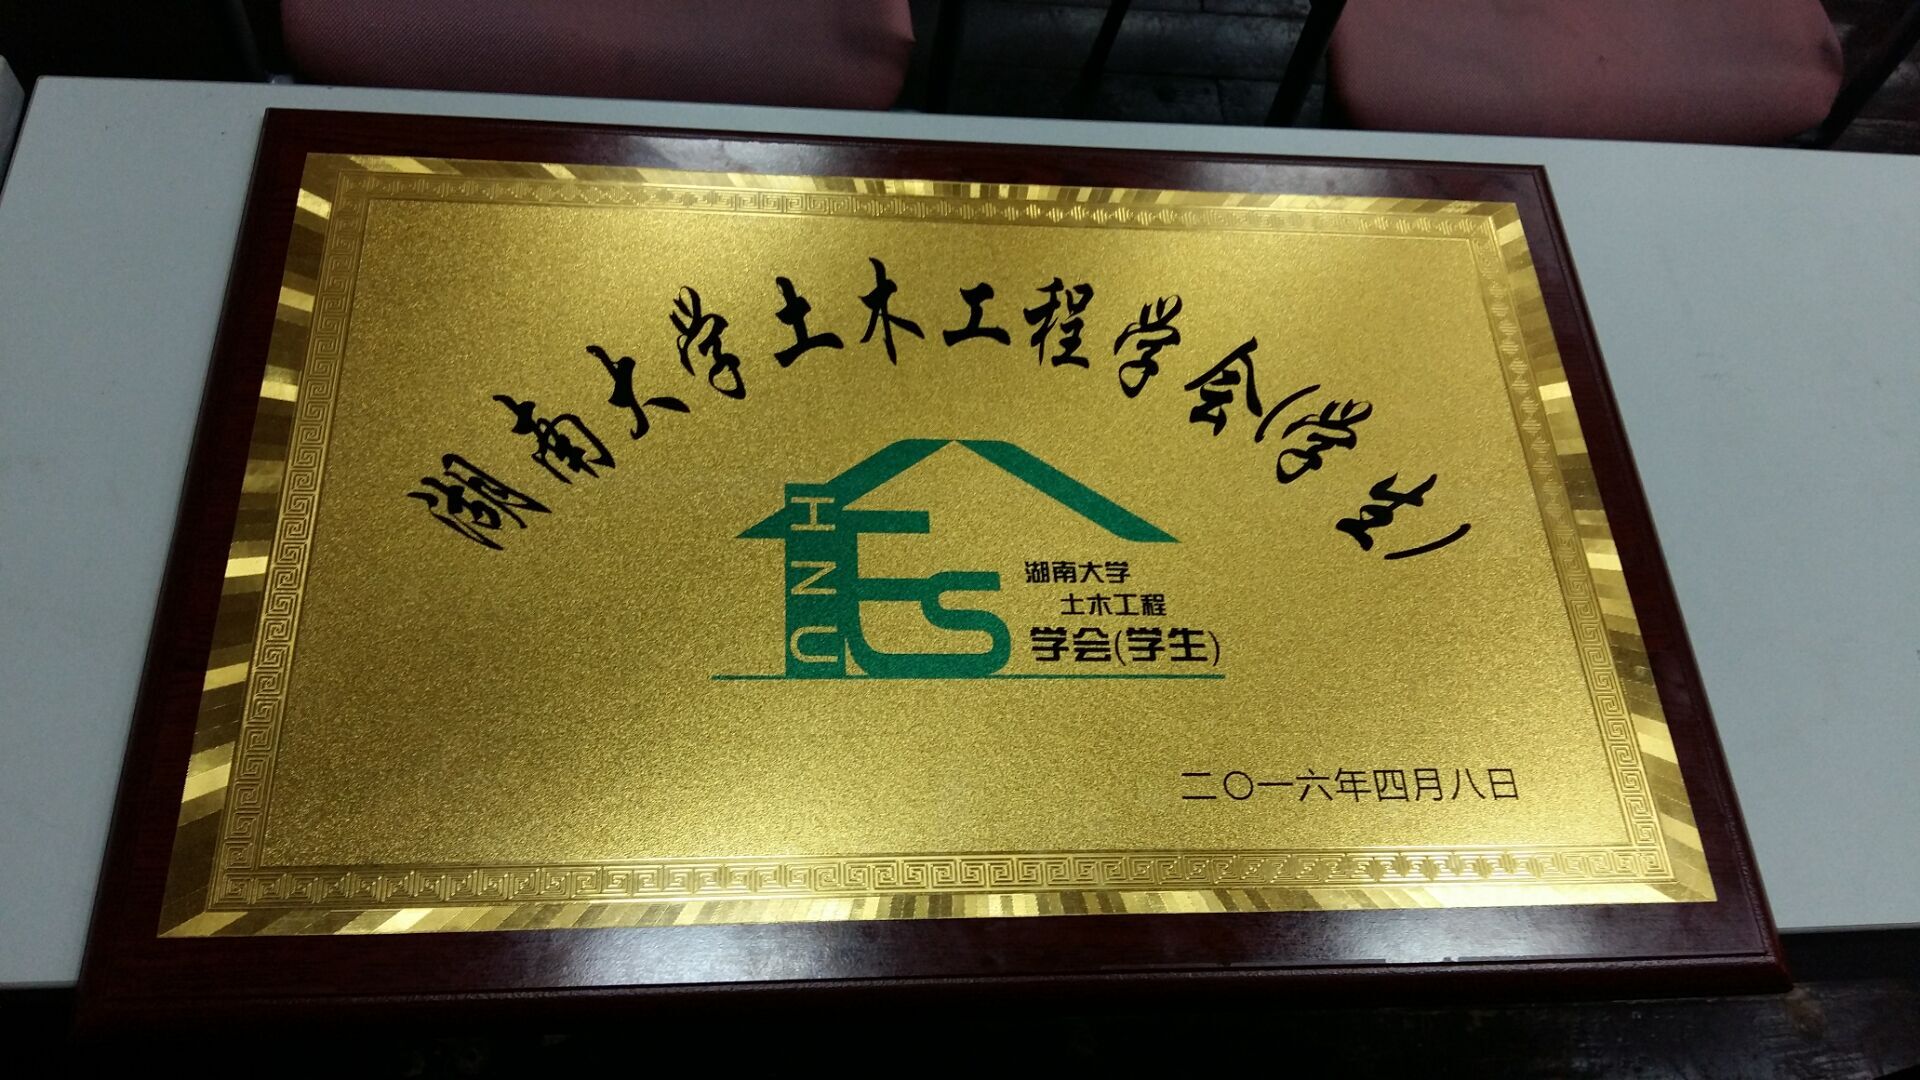 湖南大学土木工程学会(学生)
HNU
CES
湖南大学
土木工程
学会(学生)
二〇一六年四月八日